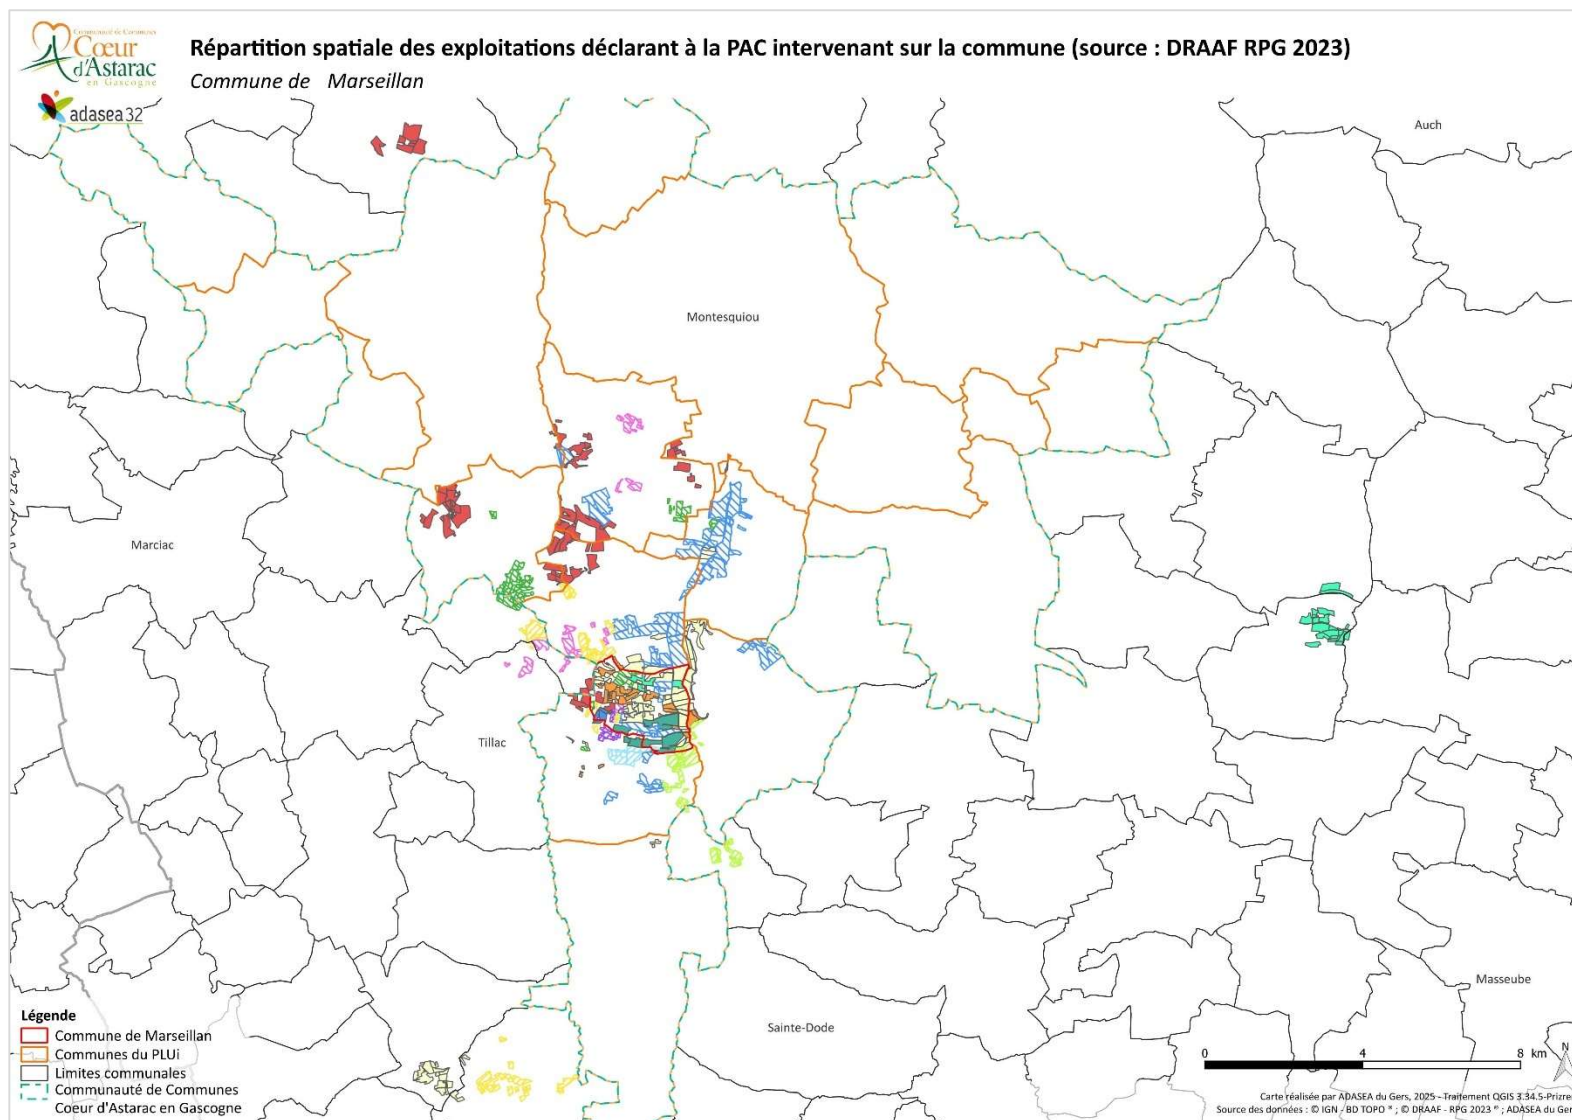 Communauté de Communes
Cœur
d'Astarac
en Gascogne
adasea32
Répartition spatiale des exploitations déclarant à la PAC intervenant sur la commune (source : DRAAF RPG 2023)
Commune de Marseillan
Auch
Montesquiou
Marciac
Tillac
Masseube
Sainte-Dode
Légende
Commune de Marseillan
Communes du PLUi
Limites communales
Communauté de Communes
Coeur d'Astarac en Gascogne
0 4 8 km
N
Carte réalisée par ADASEA du Gers, 2025 - Traitement QGIS 3.34.5-Prizren
Source des données : © IGN - BD TOPO ® ; © DRAAF - RPG 2023 ® ; ADASEA du Gers